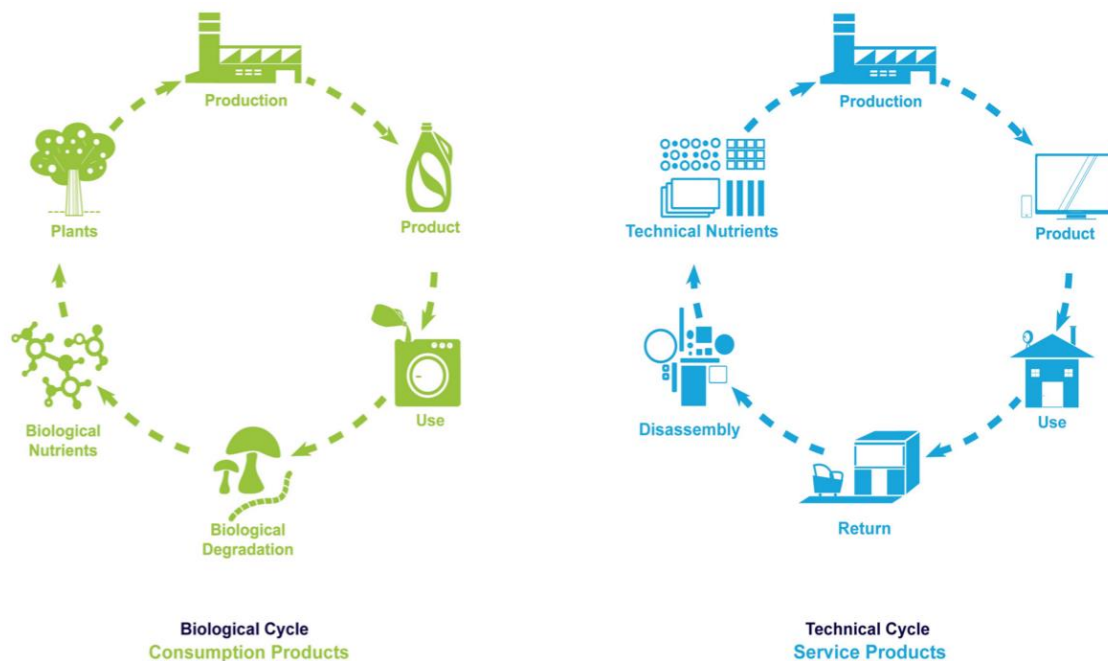 Production
Product
Plants
Use
Biological
Nutrients
Biological
Degradation
Biological Cycle
Consumption Products
Production
Technical Nutrients
Product
Use
Disassembly
Return
Technical Cycle
Service Products